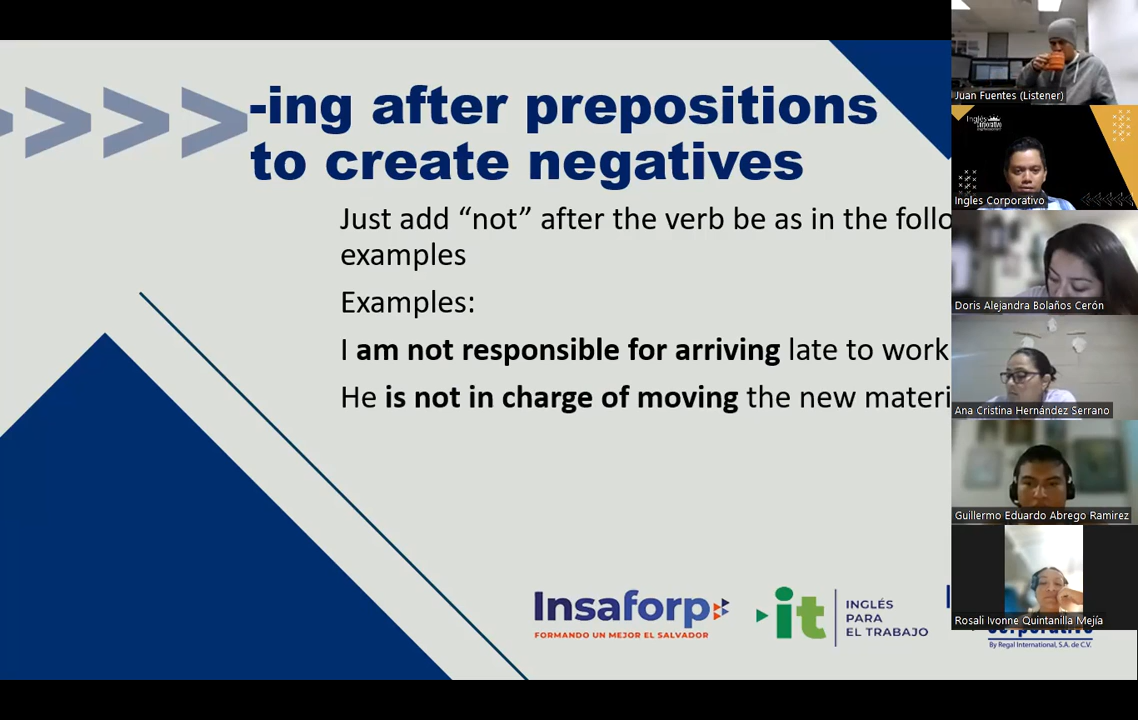 -ing after prepositions
to create negatives
Just add “not” after the verb be as in the follo
examples
Examples:
I am not responsible for arriving late to work
He is not in charge of moving the new materi
Insaforp
FORMANDO UN MEJOR EL SALVADOR
it
INGLÉS
PARA
EL TRABAJO
By Regal International, S.A. de C.V.
Juan Fuentes (Listener)
Inglés
Corporativo
Ingles Corporativo
Doris Alejandra Bolaños Cerón
Ana Cristina Hernández Serrano
Guillermo Eduardo Abrego Ramirez
Rosali Ivonne Quintanilla Mejía